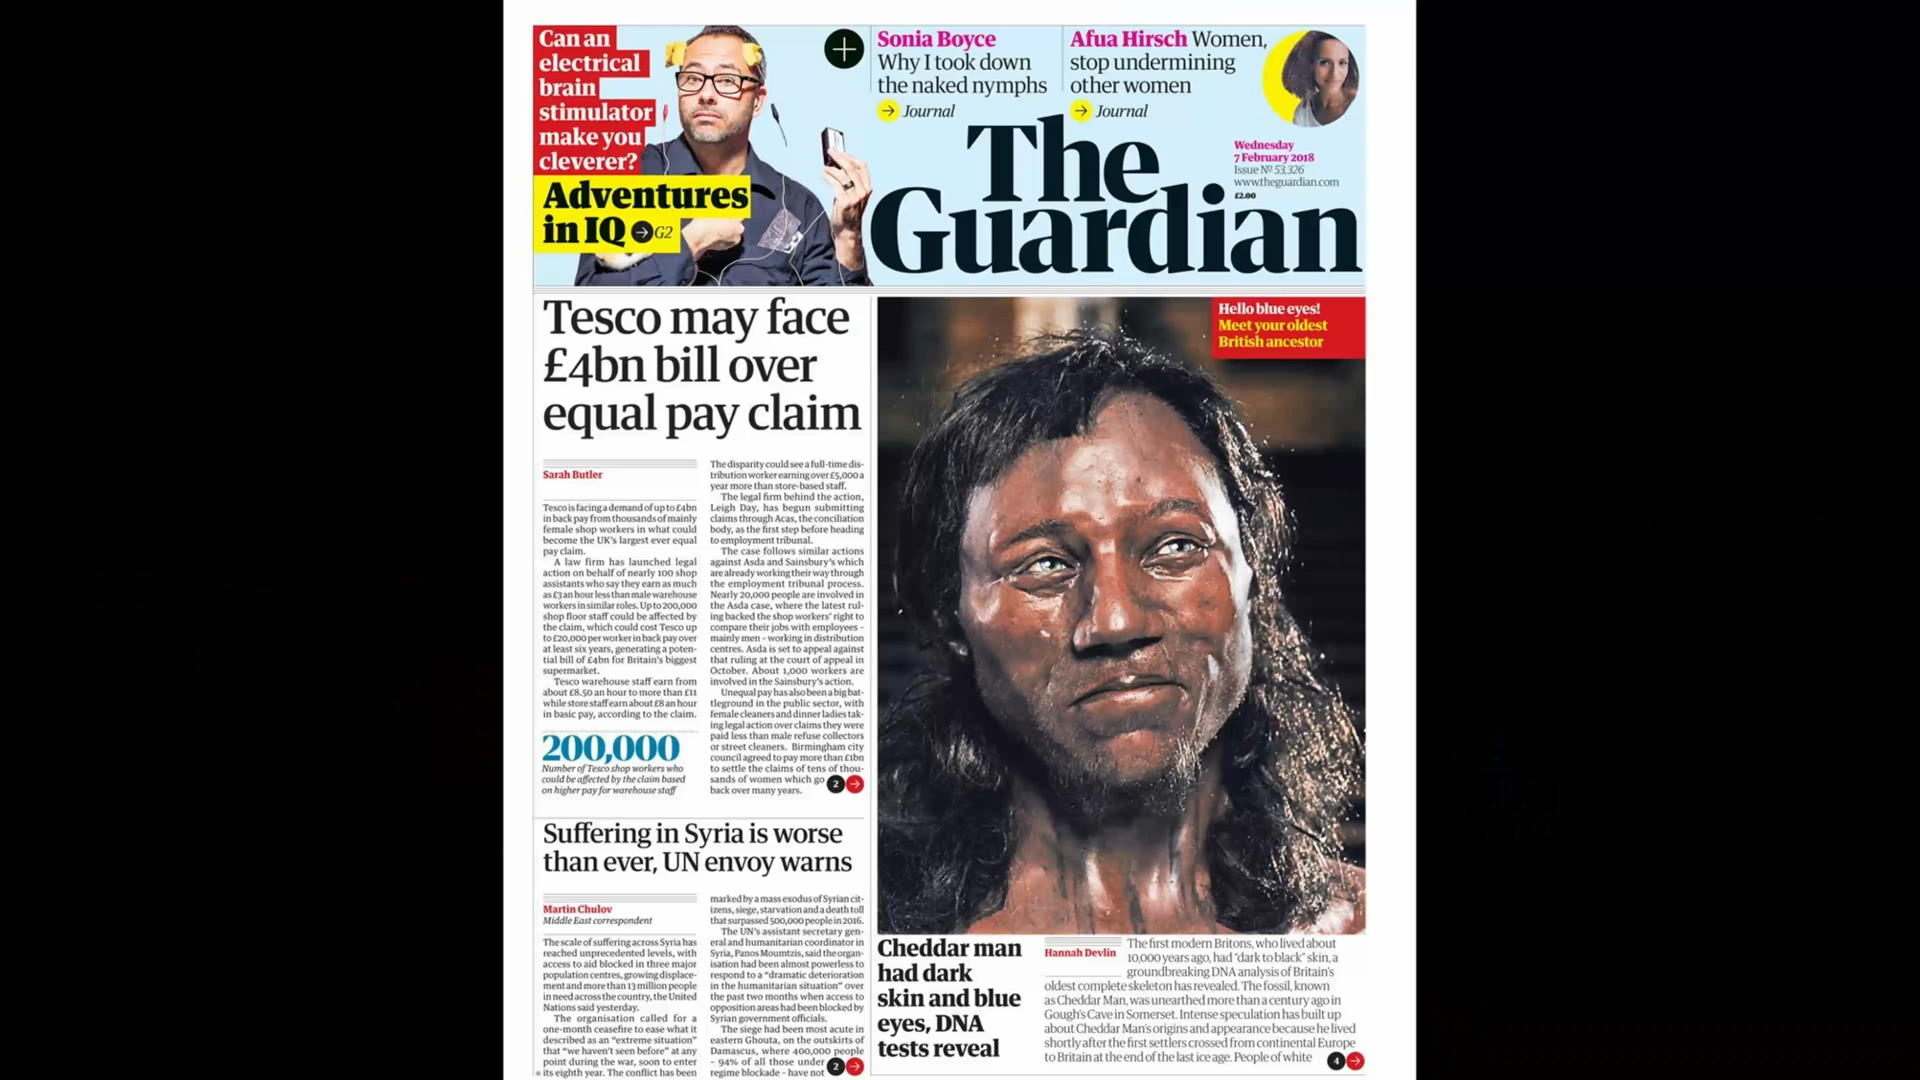 Can an
electrical
brain
stimulator
make you
cleverer?
Adventures
in IQ G2
Sonia Boyce
Why I took down
the naked nymphs
Journal
Afua Hirsch Women,
stop undermining
other women
Journal
The
Guardian
Wednesday
7 February 2018
Issue № 53,326
www.theguardian.com
£2.00
Tesco may face
£4bn bill over
equal pay claim
Sarah Butler
Tesco is facing a demand of up to £4bn
in back pay from thousands of mainly
female shop workers in what could
become the UK's largest ever equal
pay claim.
A law firm has launched legal
action on behalf of nearly 100 shop
assistants who say they earn as much
as £3 an hour less than male warehouse
workers in similar roles. Up to 200,000
shop floor staff could be affected by
the claim, which could cost Tesco up
to £20,000 per worker in back pay over
at least six years, generating a poten-
tial bill of £4bn for Britain's biggest
supermarket.
Tesco warehouse staff earn from
about £8.50 an hour to more than £11
while store staff earn about £8 an hour
in basic pay, according to the claim.
200,000
Number of Tesco shop workers who
could be affected by the claim based
on higher pay for warehouse staff
The disparity could see a full-time dis-
tribution worker earning over £5,000 a
year more than store-based staff.
The legal firm behind the action,
Leigh Day, has begun submitting
claims through Acas, the conciliation
body, as the first step before heading
to employment tribunal.
The case follows similar actions
against Asda and Sainsbury's which
are already working their way through
the employment tribunal process.
Nearly 20,000 people are involved in
the Asda case, where the latest rul-
ing backed the shop workers' right to
compare their jobs with employees -
mainly men - working in distribution
centres. Asda is set to appeal against
that ruling at the court of appeal in
October. About 1,000 workers are
involved in the Sainsbury's action.
Unequal pay has also been a big bat-
tleground in the public sector, with
female cleaners and dinner ladies tak-
ing legal action over claims they were
paid less than male refuse collectors
or street cleaners. Birmingham city
council agreed to pay more than £1bn
to settle the claims of tens of thou-
sands of women which go
back over many years.
2
Suffering in Syria is worse
than ever, UN envoy warns
Martin Chulov
Middle East correspondent
The scale of suffering across Syria has
reached unprecedented levels, with
access to aid blocked in three major
population centres, growing displace-
ment and more than 13 million people
in need across the country, the United
Nations said yesterday.
The organisation called for a
one-month ceasefire to ease what it
described as an "extreme situation"
that "we haven't seen before" at any
point during the war, soon to enter
its eighth year. The conflict has been
marked by a mass exodus of Syrian cit-
izens, siege, starvation and a death toll
that surpassed 500,000 people in 2016.
The UN's assistant secretary gen-
eral and humanitarian coordinator in
Syria, Panos Moumtzis, said the organ-
isation had been almost powerless to
respond to a "dramatic deterioration
in the humanitarian situation" over
the past two months when access to
opposition areas had been blocked by
Syrian government officials.
The siege had been most acute in
eastern Ghouta, on the outskirts of
Damascus, where 400,000 people
- 94% of all those under
regime blockade - have not
2
Hello blue eyes!
Meet your oldest
British ancestor
Cheddar man
had dark
skin and blue
eyes, DNA
tests reveal
Hannah Devlin
The first modern Britons, who lived about
10,000 years ago, had "dark to black" skin, a
groundbreaking DNA analysis of Britain's
oldest complete skeleton has revealed. The fossil, known
as Cheddar Man, was unearthed more than a century ago in
Gough's Cave in Somerset. Intense speculation has built up
about Cheddar Man's origins and appearance because he lived
shortly after the first settlers crossed from continental Europe
to Britain at the end of the last ice age. People of white
4